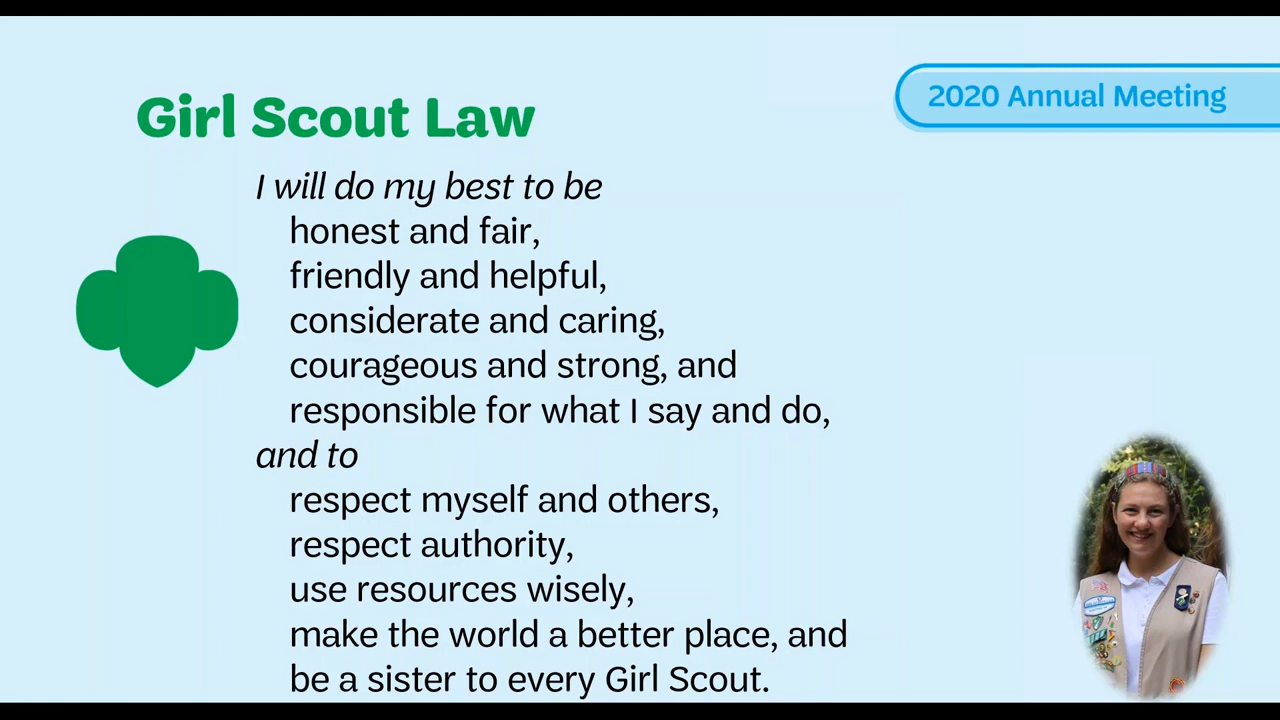 2020 Annual Meeting
Girl Scout Law
I will do my best to be
honest and fair,
friendly and helpful,
considerate and caring,
courageous and strong, and
responsible for what I say and do,
and to
respect myself and others,
respect authority,
use resources wisely,
make the world a better place, and
be a sister to every Girl Scout.